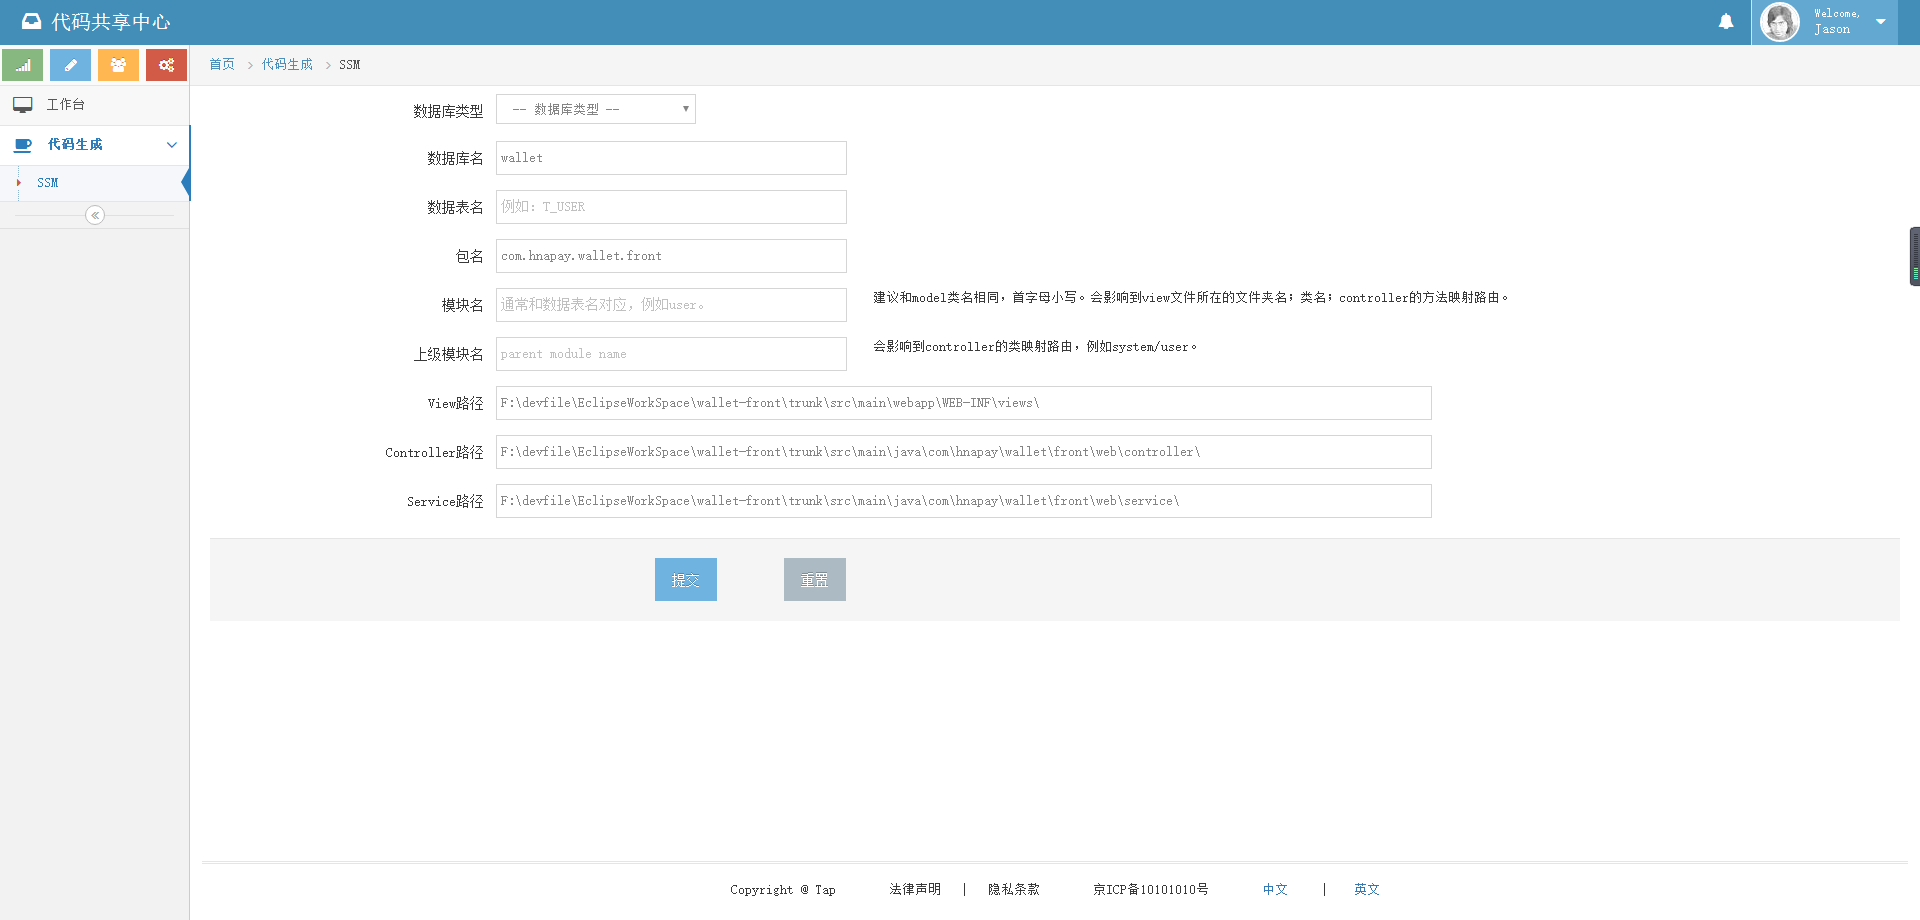 代码共享中心
Welcome,
Jason
首页 代码生成 SSM
工作台
代码生成
SSM
数据库类型 -- 数据库类型 --
数据库名 wallet
数据表名 例如：T_USER
包名 com.hnapay.wallet.front
模块名 通常和数据表名对应，例如user。 建议和model类名相同，首字母小写。会影响到view文件所在的文件夹名；类名；controller的方法映射路由。
上级模块名 parent module name 会影响到controller的类映射路由，例如system/user。
View路径 F:\devfile\EclipseWorkSpace\wallet-front\trunk\src\main\webapp\WEB-INF\views\
Controller路径 F:\devfile\EclipseWorkSpace\wallet-front\trunk\src\main\java\com\hnapay\wallet\front\web\controller\
Service路径 F:\devfile\EclipseWorkSpace\wallet-front\trunk\src\main\java\com\hnapay\wallet\front\web\service\
提交 重置
Copyright @ Tap 法律声明 | 隐私条款 京ICP备10101010号 中文 | 英文